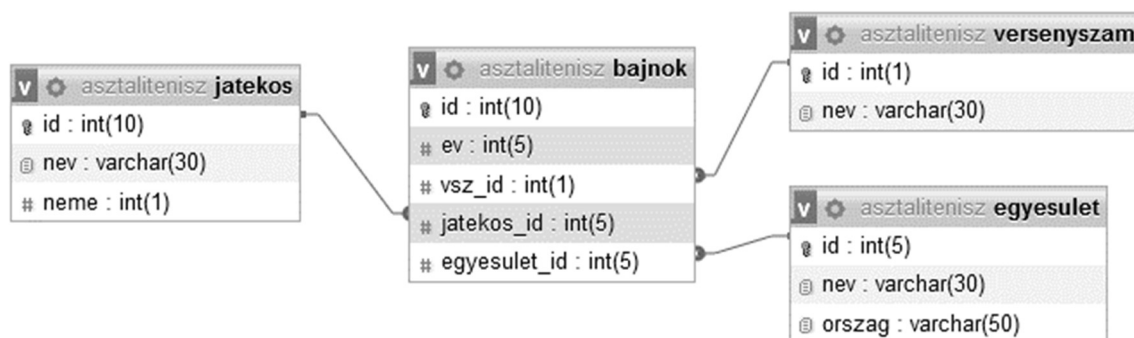 asztalitenisz jatekos
id : int(10)
nev : varchar(30)
# neme : int(1)
asztalitenisz bajnok
id : int(10)
# ev : int(5)
# vsz_id : int(1)
# jatekos_id : int(5)
# egyesulet_id : int(5)
asztalitenisz versenyszam
id : int(1)
nev : varchar(30)
asztalitenisz egyesulet
id : int(5)
nev : varchar(30)
orszag : varchar(50)